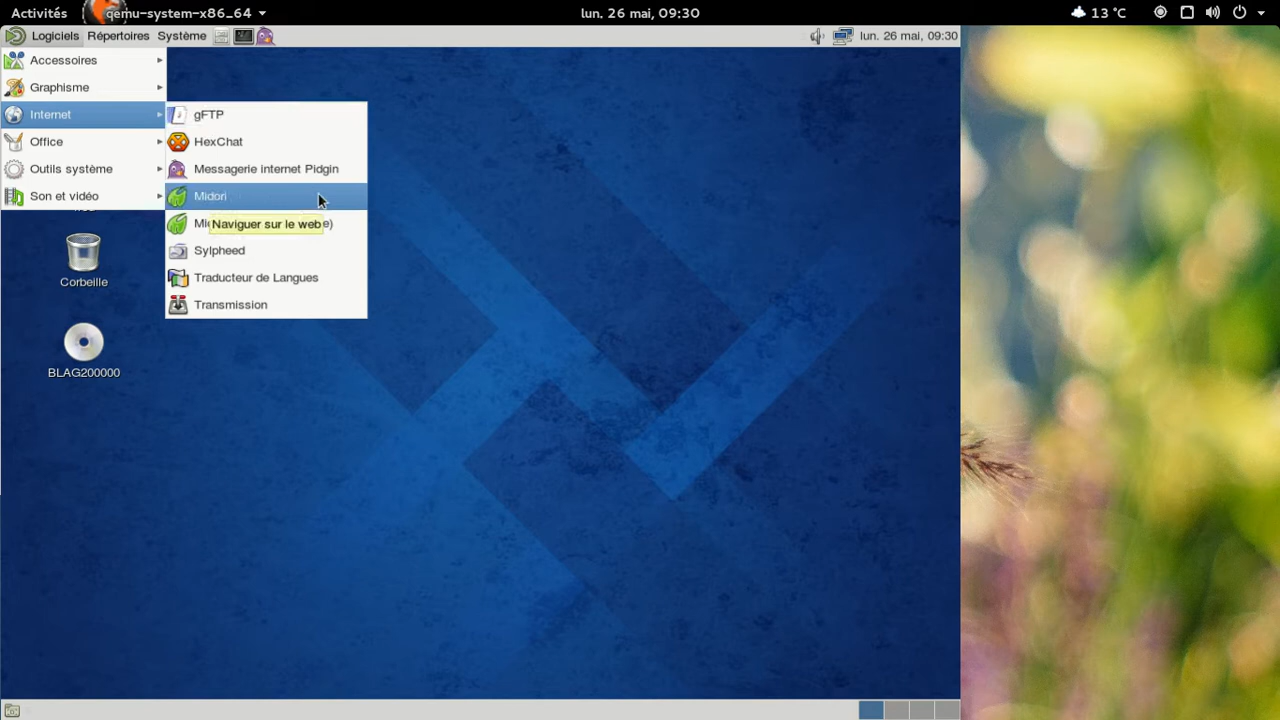 Activités qemu-system-x86_64 lun. 26 mai, 09:30 13 °C
Logiciels Répertoires Système lun. 26 mai, 09:30
Accessoires
Graphisme
Internet
Office
Outils système
Son et vidéo
gFTP
HexChat
Messagerie internet Pidgin
Midori
Naviguer sur le web
Sylpheed
Traducteur de Langues
Transmission
Corbeille
BLAG200000